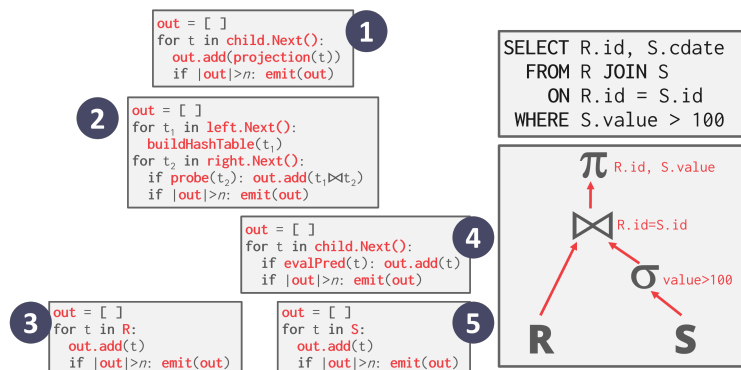 1
out = [ ]
for t in child.Next():
out.add(projection(t))
if |out|>n: emit(out)
2
out = [ ]
for t₁ in left.Next():
buildHashTable(t₁)
for t₂ in right.Next():
if probe(t₂): out.add(t₁⋈t₂)
if |out|>n: emit(out)
4
out = [ ]
for t in child.Next():
if evalPred(t): out.add(t)
if |out|>n: emit(out)
3
out = [ ]
for t in R:
out.add(t)
if |out|>n: emit(out)
5
out = [ ]
for t in S:
out.add(t)
if |out|>n: emit(out)
SELECT R.id, S.cdate
FROM R JOIN S
ON R.id = S.id
WHERE S.value > 100
π R.id, S.value
⋈ R.id=S.id
σ value>100
R S